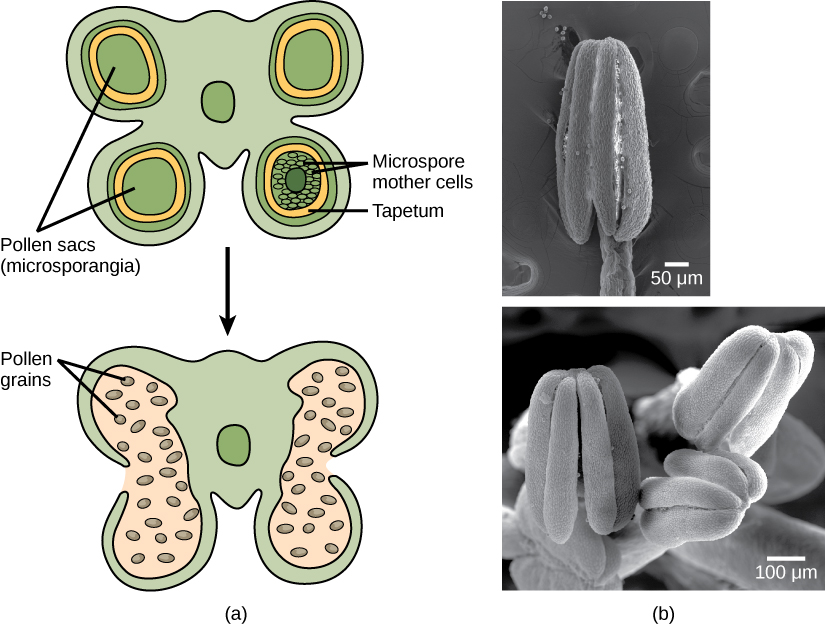 Microspore
mother cells
Tapetum
Pollen sacs
(microsporangia)
Pollen
grains
(a)
50 µm
100 µm
(b)